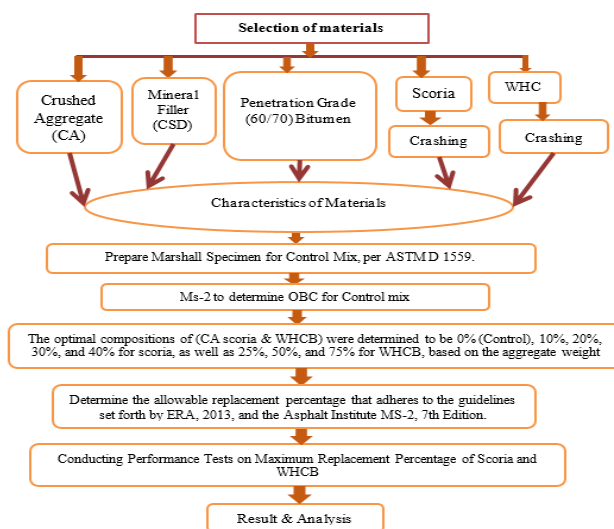 Selection of materials
Crushed
Aggregate
(CA)
Mineral
Filler
(CSD)
Penetration Grade
(60/70) Bitumen
Scoria
WHC
Crashing
Crashing
Characteristics of Materials
Prepare Marshall Specimen for Control Mix, per ASTM D 1559.
Ms-2 to determine OBC for Control mix
The optimal compositions of (CA scoria & WHCB) were determined to be 0% (Control), 10%, 20%,
30%, and 40% for scoria, as well as 25%, 50%, and 75% for WHCB, based on the aggregate weight
Determine the allowable replacement percentage that adheres to the guidelines
set forth by ERA, 2013, and the Asphalt Institute MS-2, 7th Edition.
Conducting Performance Tests on Maximum Replacement Percentage of Scoria and
WHCB
Result & Analysis